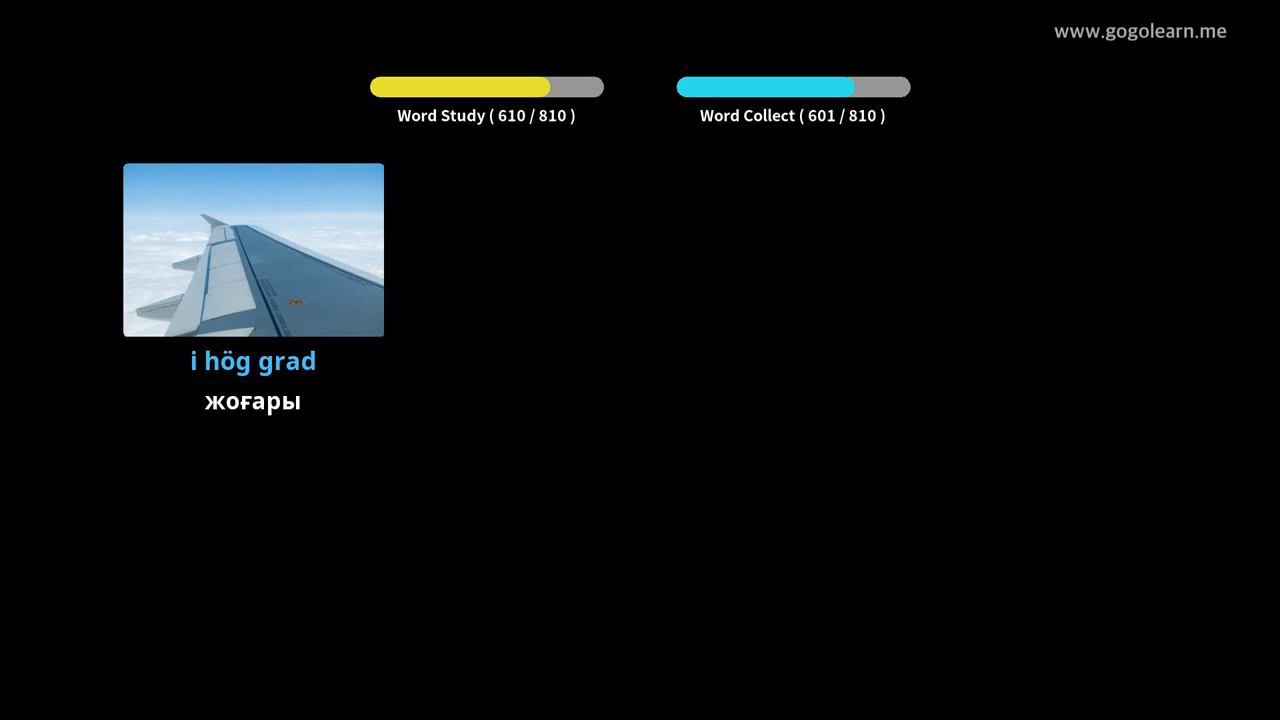 www.gogolearn.me
Word Study ( 610 / 810 )
Word Collect ( 601 / 810 )
i hög grad
жоғары